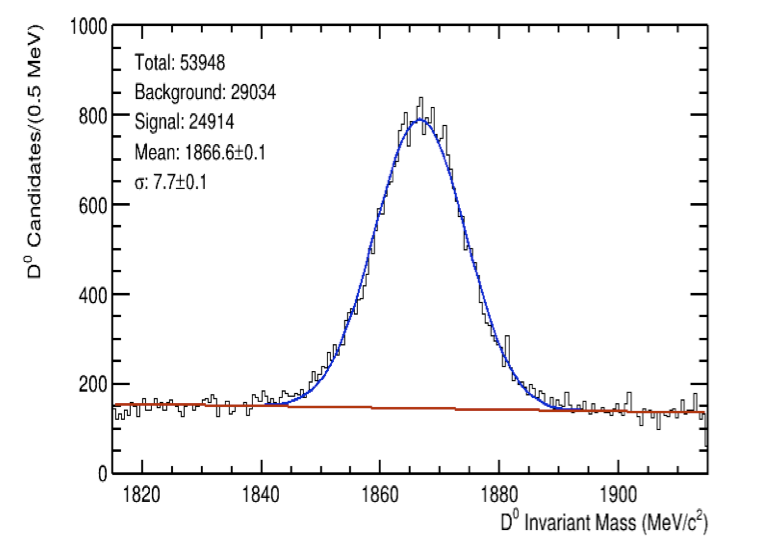 D⁰ Candidates/(0.5 MeV)
1000
800
600
400
200
0
Total: 53948
Background: 29034
Signal: 24914
Mean: 1866.6±0.1
σ: 7.7±0.1
1820 1840 1860 1880 1900
D⁰ Invariant Mass (MeV/c²)